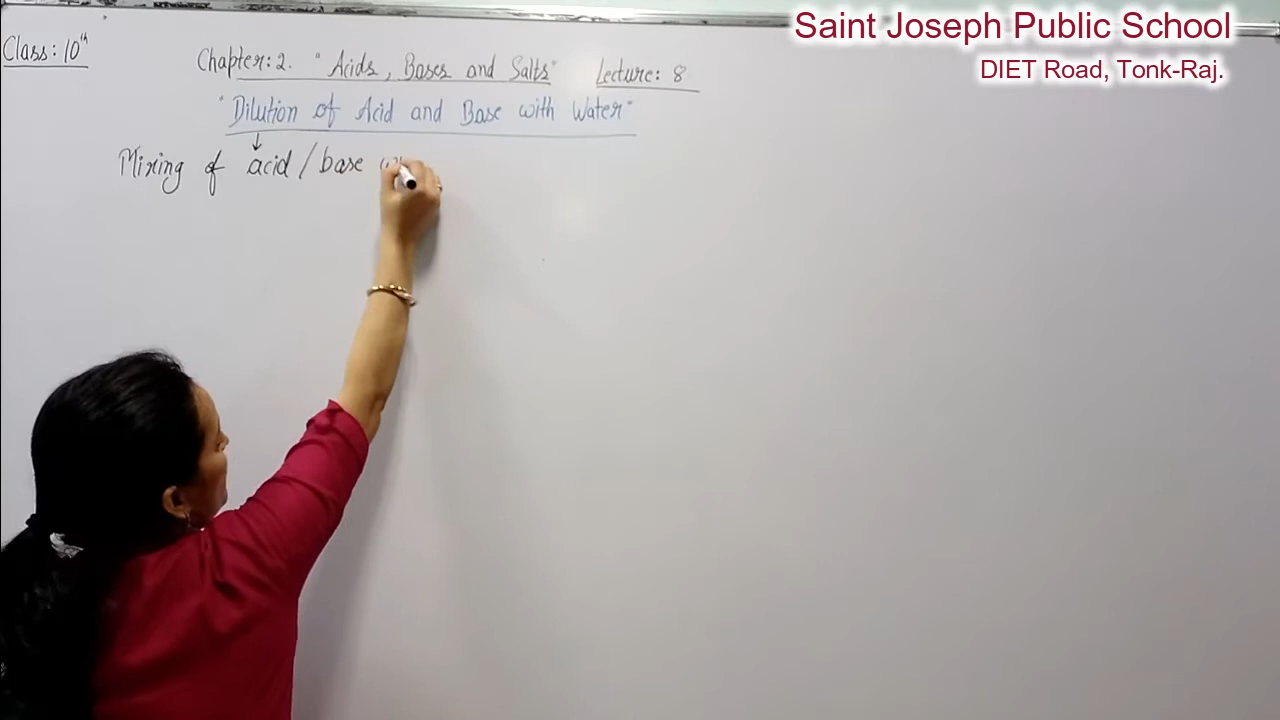 Saint Joseph Public School
DIET Road, Tonk-Raj.
Class: 10th
Chapter: 2. "Acids, Bases and Salts" Lecture: 8
"Dilution of Acid and Base with Water"
↓
Mixing of acid / base